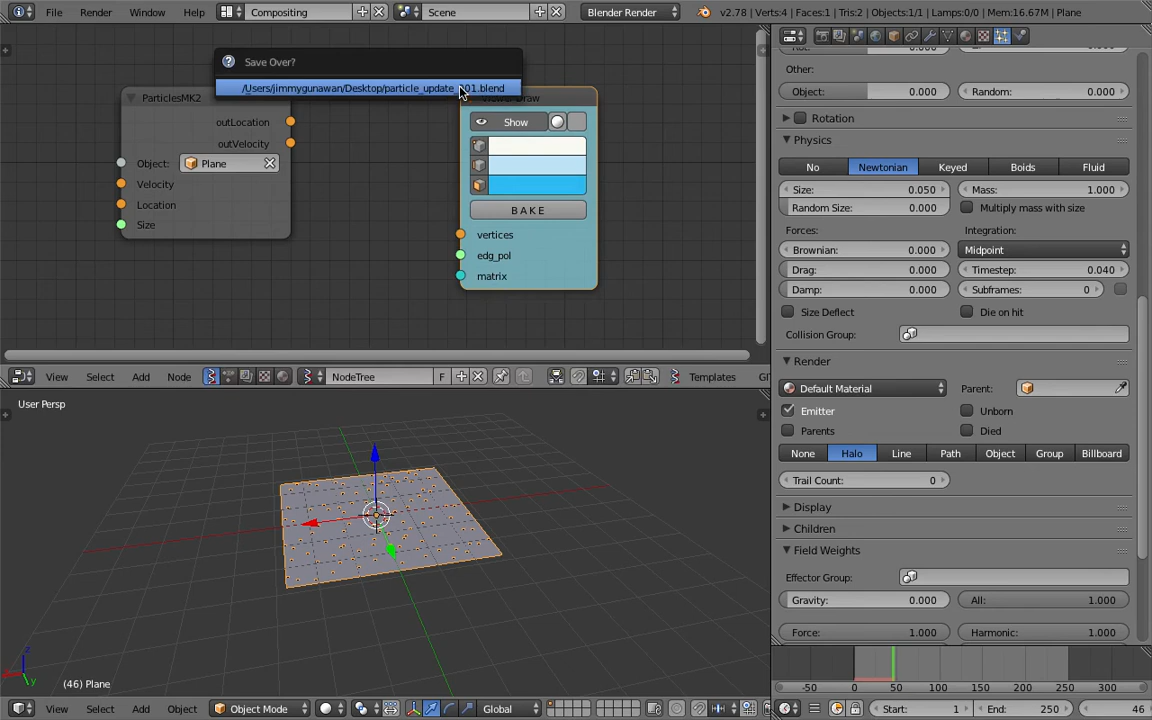 File
Render
Window
Help
Compositing
Scene
Blender Render
v2.78 | Verts:4 | Faces:1 | Tris:2 | Objects:1/1 | Lamps:0/0 | Mem:16.67M | Plane
Save Over?
/Users/jimmygunawan/Desktop/particle_update_001.blend
ParticlesMK2
outLocation
outVelocity
Object:
Plane
Velocity
Location
Size
Viewer Draw
Show
BAKE
vertices
edg_pol
matrix
View
Select
Add
Node
NodeTree
F
Templates
User Persp
(46) Plane
View
Select
Add
Object
Object Mode
Global
Other:
Object: 0.000
Random: 0.000
Rotation
Physics
No
Newtonian
Keyed
Boids
Fluid
Size: 0.050
Mass: 1.000
Random Size: 0.000
Multiply mass with size
Forces:
Integration:
Brownian: 0.000
Midpoint
Drag: 0.000
Timestep: 0.040
Damp: 0.000
Subframes: 0
Size Deflect
Die on hit
Collision Group:
Render
Default Material
Parent:
Emitter
Unborn
Parents
Died
None
Halo
Line
Path
Object
Group
Billboard
Trail Count: 0
Display
Children
Field Weights
Effector Group:
Gravity: 0.000
All: 1.000
Force: 1.000
Harmonic: 1.000
-50
0
50
100
150
200
250
300
Start: 1
End: 250
46